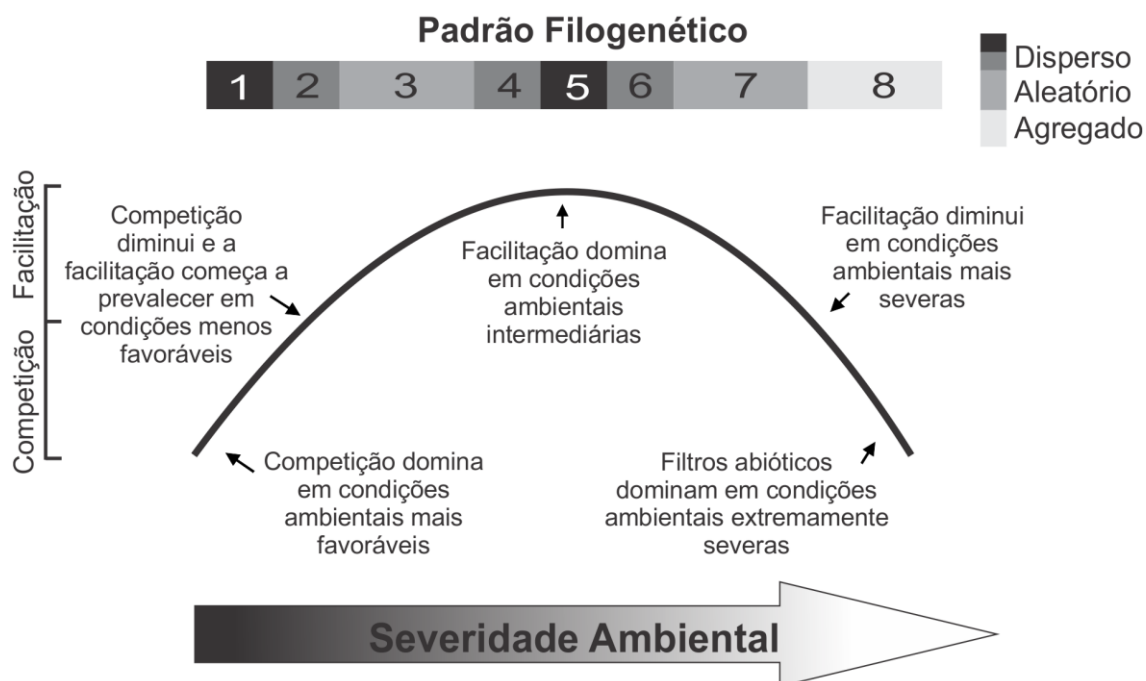 Padrão Filogenético
1 2 3 4 5 6 7 8
Disperso
Aleatório
Agregado
Facilitação
Competição
Competição
diminui e a
facilitação começa a
prevalecer em
condições menos
favoráveis
Facilitação domina
em condições
ambientais
intermediárias
Facilitação diminui
em condições
ambientais mais
severas
Competição domina
em condições
ambientais mais
favoráveis
Filtros abióticos
dominam em condições
ambientais extremamente
severas
Severidade Ambiental